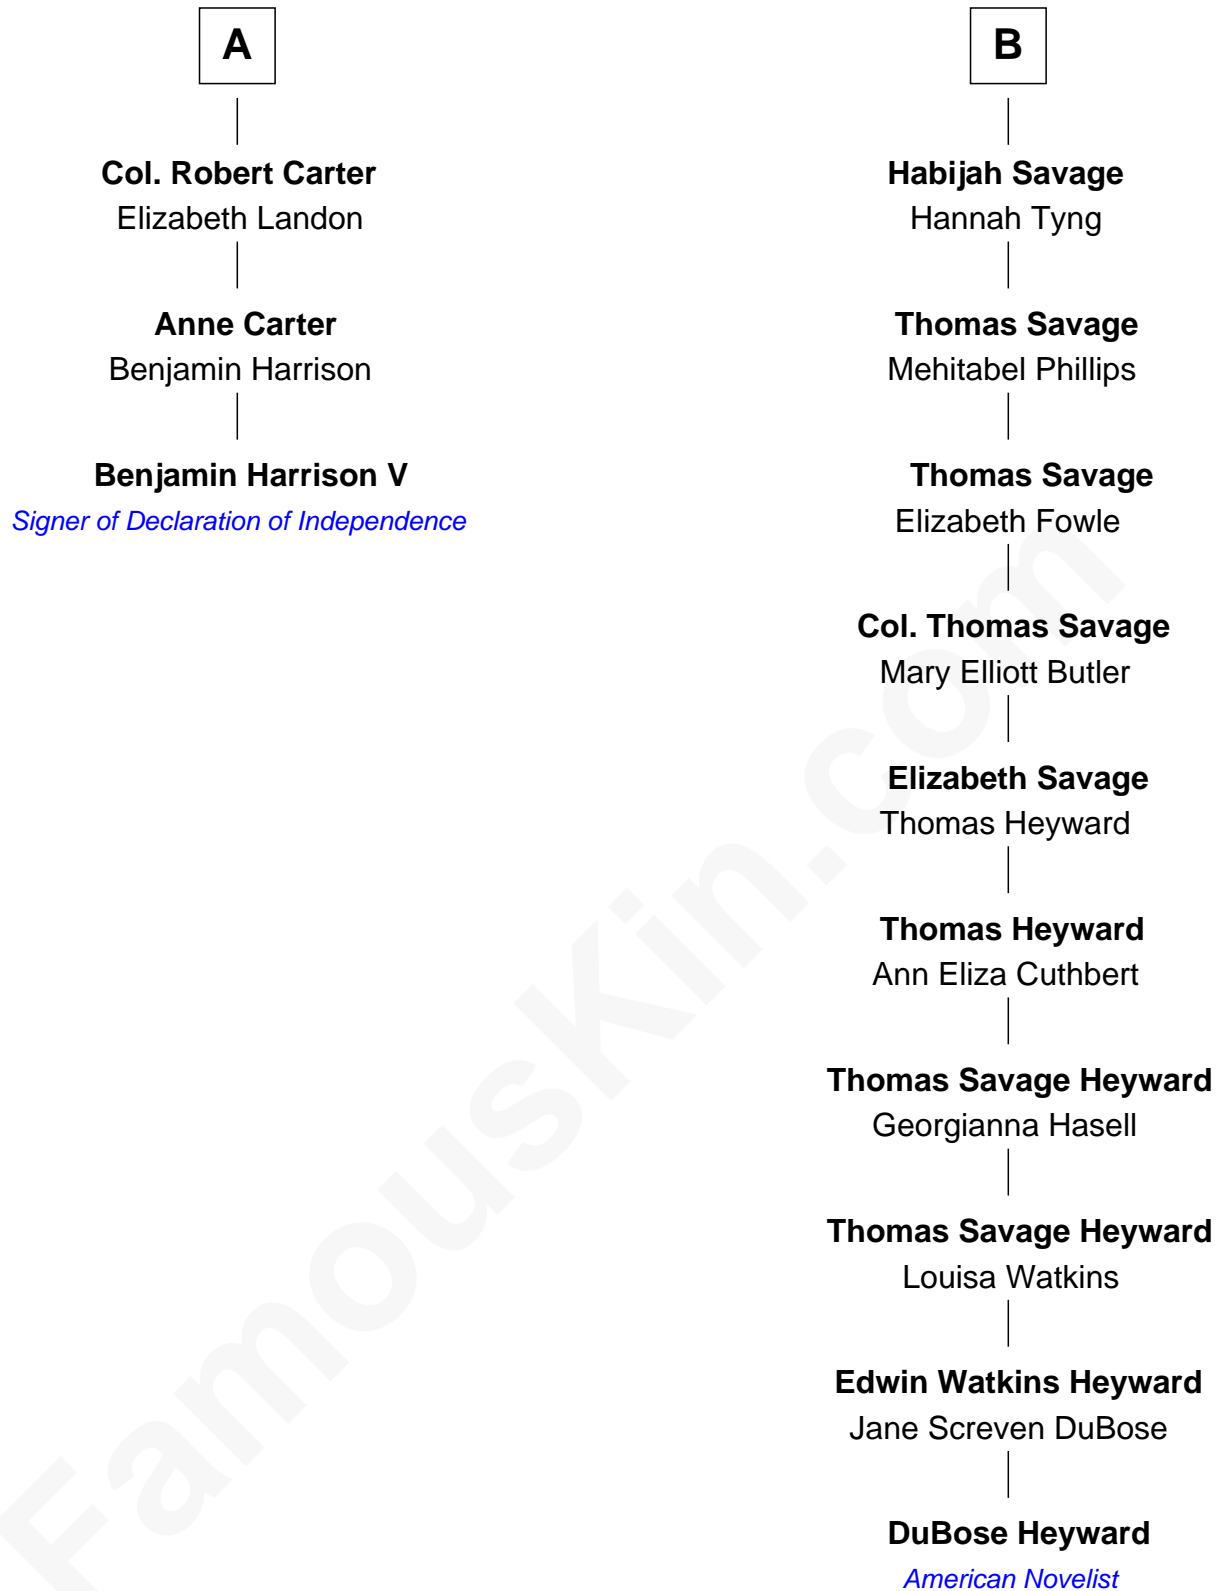 A
Col. Robert Carter
Elizabeth Landon
Anne Carter
Benjamin Harrison
Benjamin Harrison V
Signer of Declaration of Independence
B
Habijah Savage
Hannah Tyng
Thomas Savage
Mehitabel Phillips
Thomas Savage
Elizabeth Fowle
Col. Thomas Savage
Mary Elliott Butler
Elizabeth Savage
Thomas Heyward
Thomas Heyward
Ann Eliza Cuthbert
Thomas Savage Heyward
Georgianna Hasell
Thomas Savage Heyward
Louisa Watkins
Edwin Watkins Heyward
Jane Screven DuBose
DuBose Heyward
American Novelist
FamousKin.com